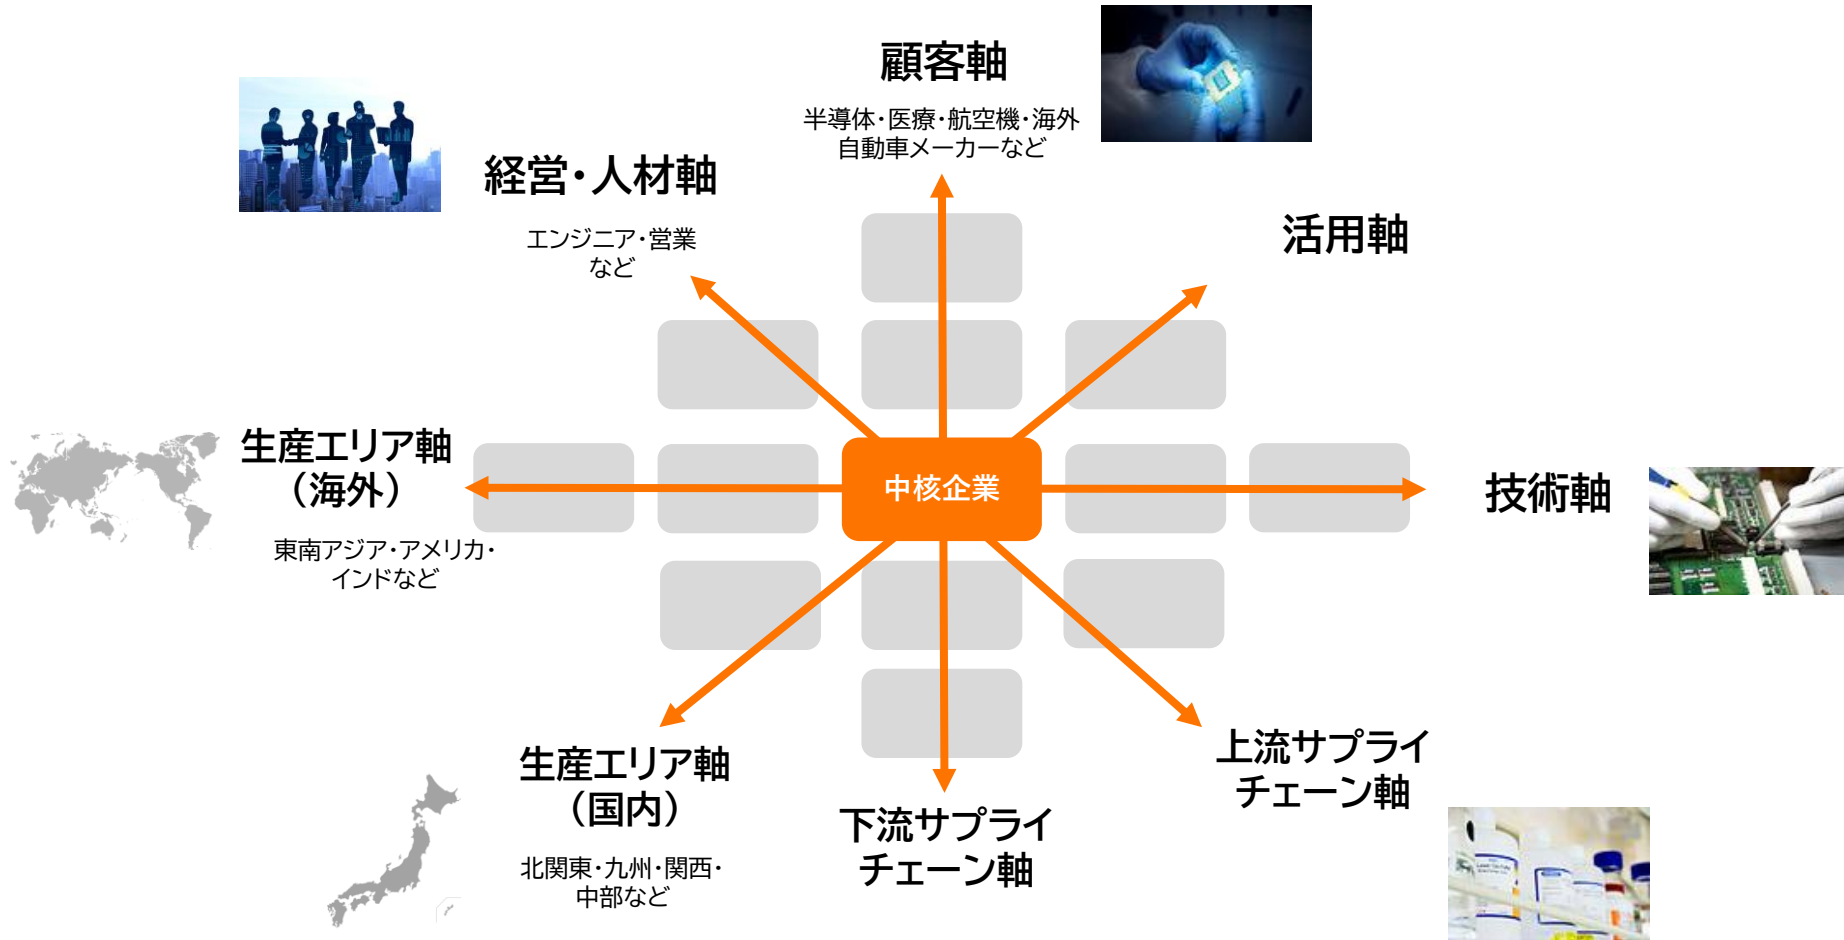 顧客軸
半導体・医療・航空機・海外
自動車メーカーなど
経営・人材軸
エンジニア・営業
など
活用軸
生産エリア軸
（海外）
東南アジア・アメリカ・
インドなど
中核企業
技術軸
生産エリア軸
（国内）
北関東・九州・関西・
中部など
下流サプライ
チェーン軸
上流サプライ
チェーン軸